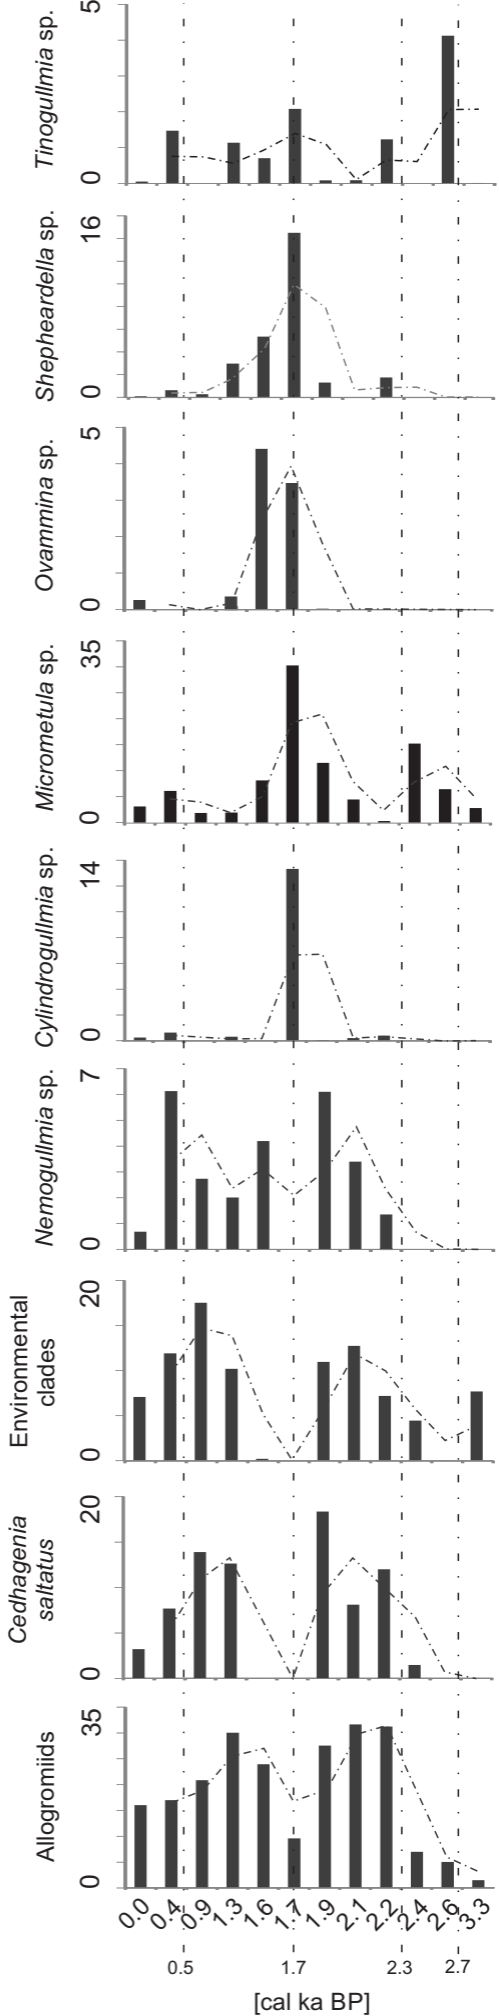 5
Tinogullmia sp.
0
16
Shepheardella sp.
0
5
Ovammina sp.
0
35
Micrometula sp.
0
14
Cylindrogullmia sp.
0
7
Nemogullmia sp.
0
20
Environmental
clades
0
20
Cedhagenia
saltatus
0
35
Allogromiids
0
0.0 0.4 0.9 1.3 1.6 1.7 1.9 2.1 2.2 2.4 2.6 3.3
0.5 1.7 2.3 2.7
[cal ka BP]